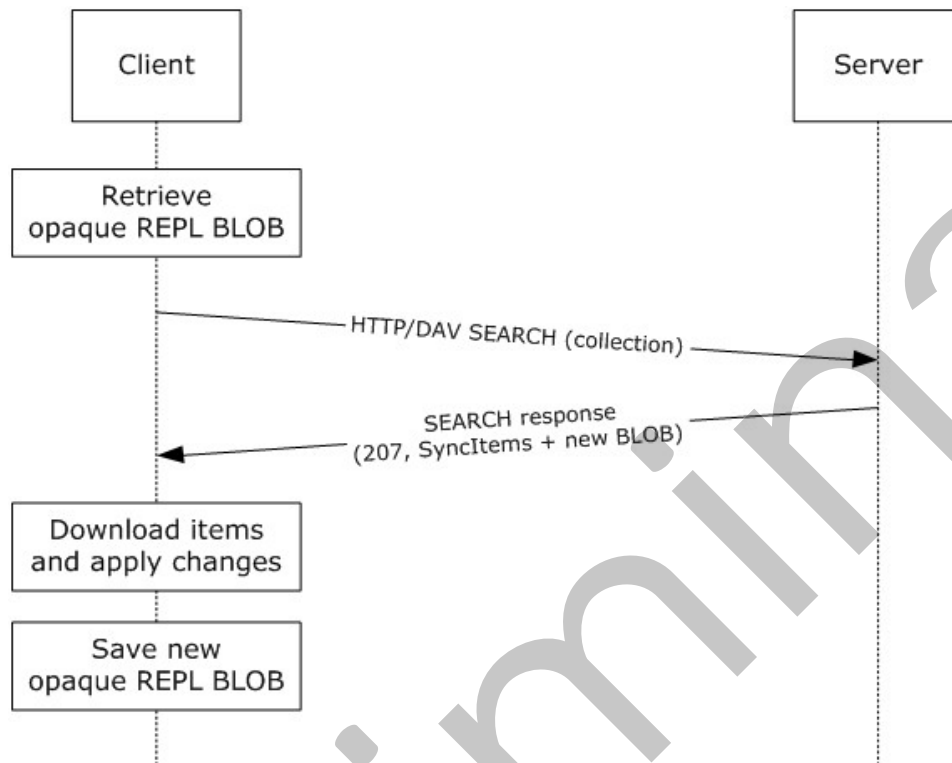 Client
Server
Retrieve
opaque REPL BLOB
HTTP/DAV SEARCH (collection)
SEARCH response
(207, SyncItems + new BLOB)
Download items
and apply changes
Save new
opaque REPL BLOB